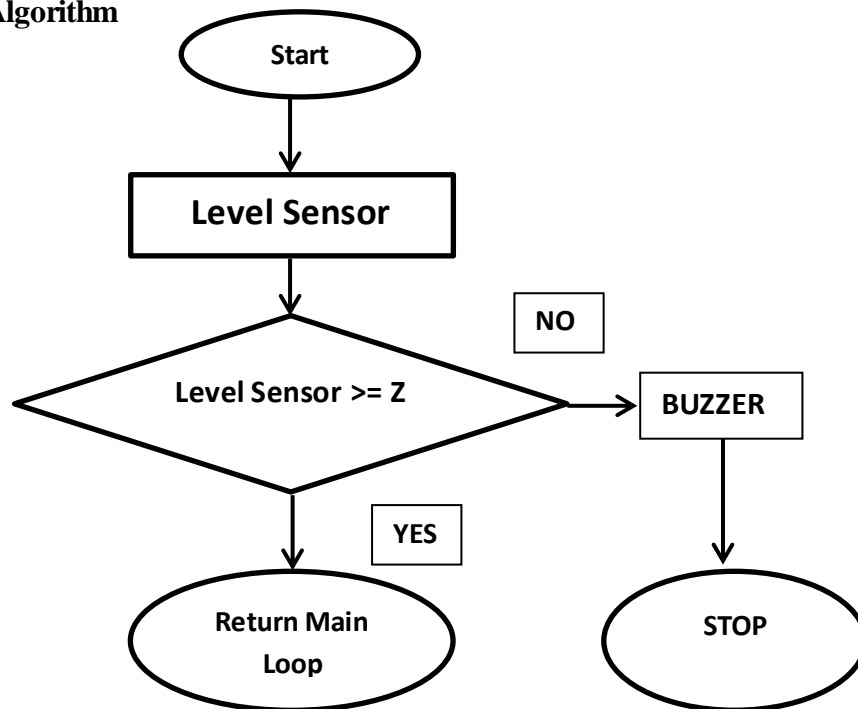 Algorithm
Start
Level Sensor
NO
Level Sensor >= Z
BUZZER
YES
Return Main
Loop
STOP